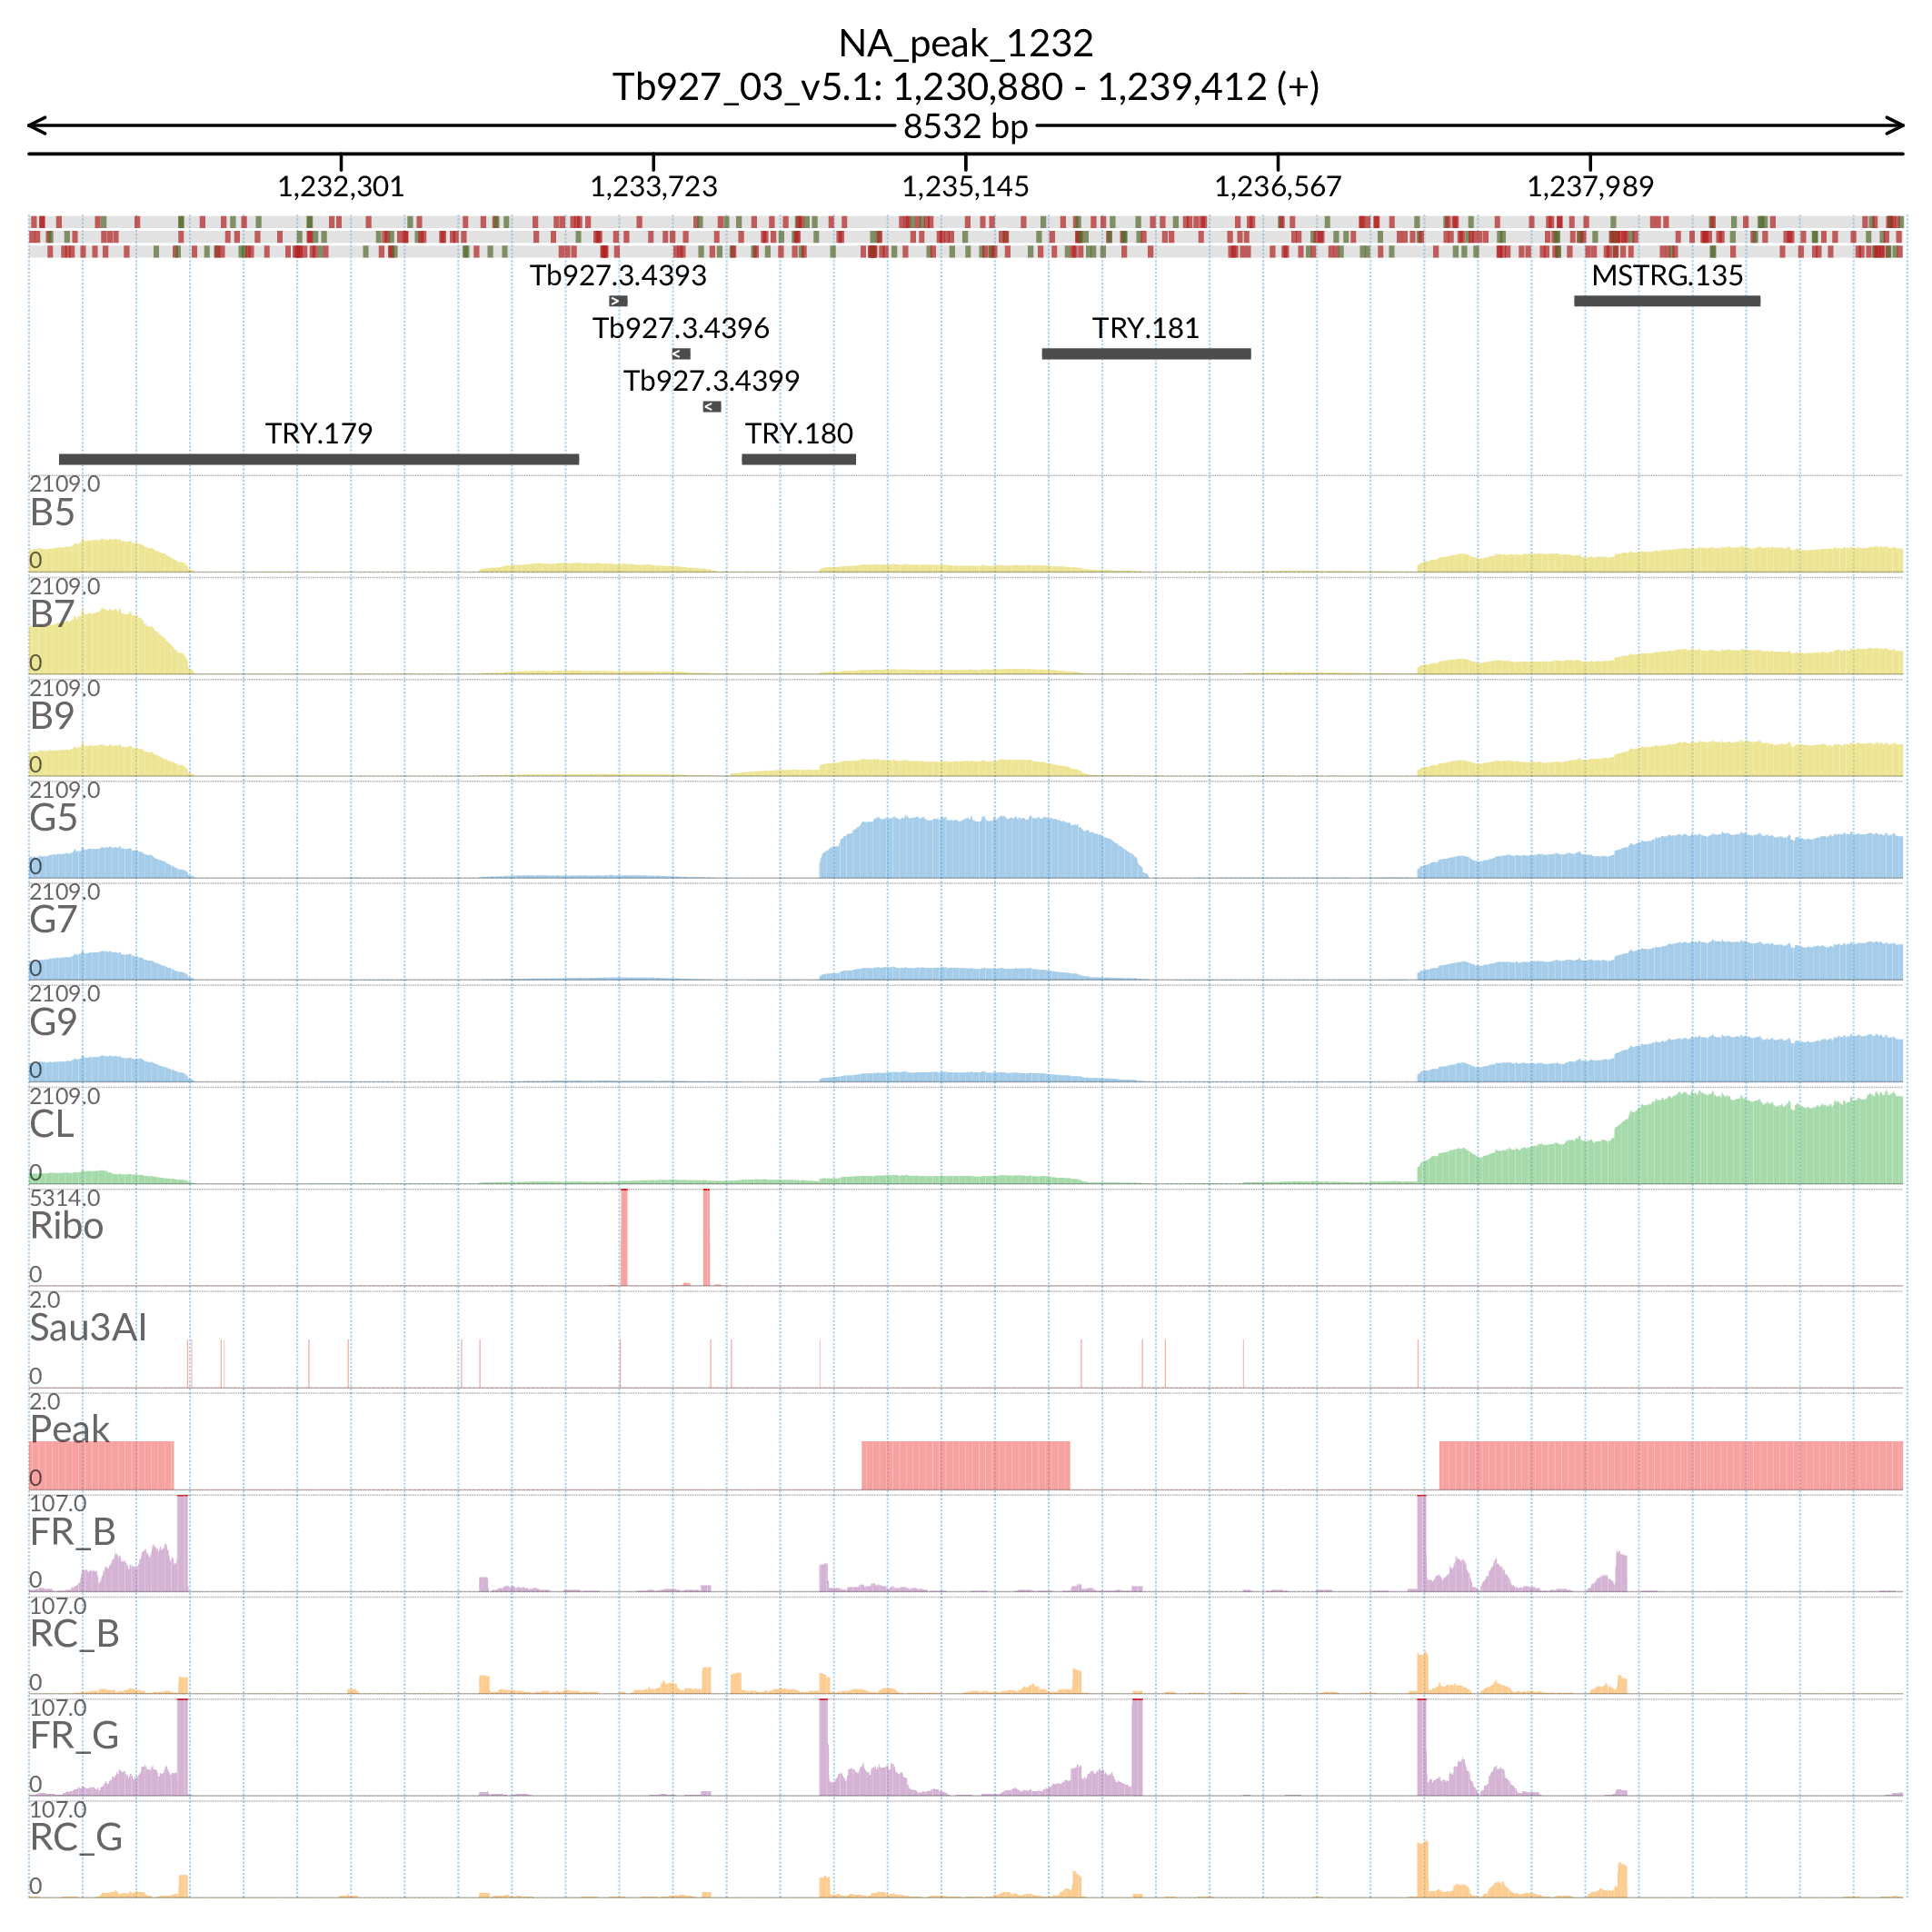 NA_peak_1232
Tb927_03_v5.1: 1,230,880 - 1,239,412 (+)
8532 bp
1,232,301 1,233,723 1,235,145 1,236,567 1,237,989
Tb927.3.4393 MSTRG.135
>
Tb927.3.4396 TRY.181
<
Tb927.3.4399
<
TRY.179 TRY.180
2109.0
B5
0
2109.0
B7
0
2109.0
B9
0
2109.0
G5
0
2109.0
G7
0
2109.0
G9
0
2109.0
CL
0
5314.0
Ribo
0
2.0
Sau3AI
0
2.0
Peak
0
107.0
FR_B
0
107.0
RC_B
0
107.0
FR_G
0
107.0
RC_G
0